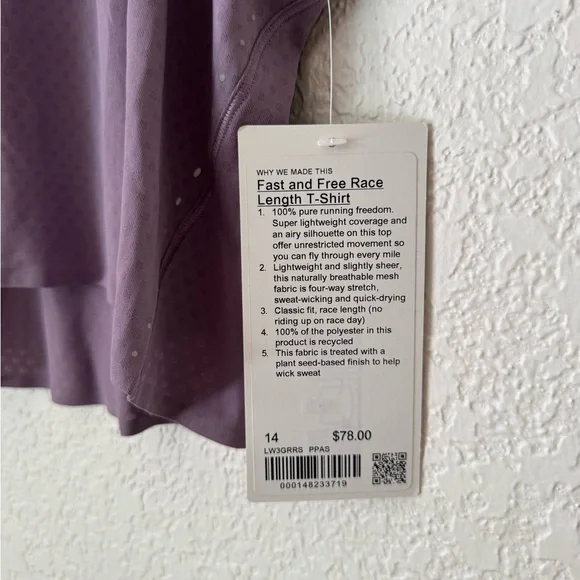 WHY WE MADE THIS
Fast and Free Race
Length T-Shirt
1. 100% pure running freedom.
Super lightweight coverage and
an airy silhouette on this top
offer unrestricted movement so
you can fly through every mile
2. Lightweight and slightly sheer,
this naturally breathable mesh
fabric is four-way stretch,
sweat-wicking and quick-drying
3. Classic fit, race length (no
riding up on race day)
4. 100% of the polyester in this
product is recycled
5. This fabric is treated with a
plant seed-based finish to help
wick sweat
14 $78.00
LW3GRRS PPAS
000148233719